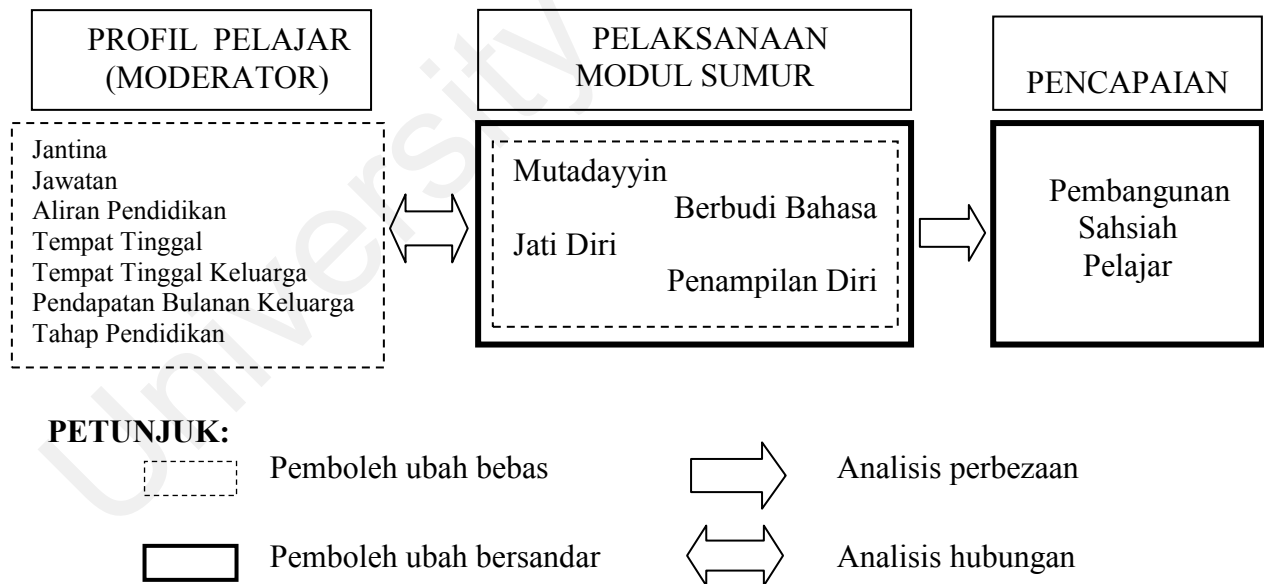 PROFIL PELAJAR
(MODERATOR)
PELAKSANAAN
MODUL SUMUR
PENCAPAIAN
Jantina
Jawatan
Aliran Pendidikan
Tempat Tinggal
Tempat Tinggal Keluarga
Pendapatan Bulanan Keluarga
Tahap Pendidikan
Mutadayyin
Berbudi Bahasa
Jati Diri
Penampilan Diri
Pembangunan
Sahsiah
Pelajar
PETUNJUK:
Pemboleh ubah bebas
Analisis perbezaan
Pemboleh ubah bersandar
Analisis hubungan
University